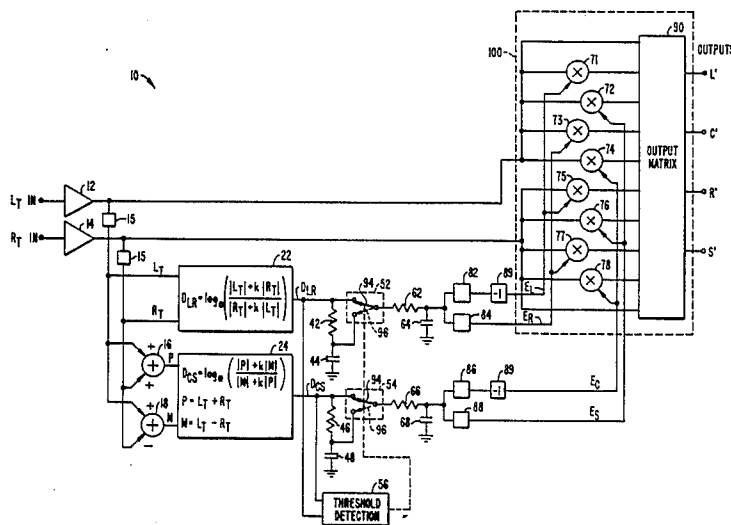 90
OUTPUTS
100
71
L'
10
72
73
C'
74
OUTPUT
MATRIX
12
75
R'
L_T IN
76
15
14
77
S'
R_T IN
78
15
22
L_T
D_LR = log_e ( |L_T| + k |R_T| / |R_T| + k |L_T| )
D_LR
94
52
62
82
89
-1
E_L
R_T
42
96
64
84
E_R
16
44
24
P
D_CS = log_e ( |P| + k |M| / |M| + k |P| )
P = L_T + R_T
M = L_T - R_T
D_CS
94
54
66
86
89
-1
E_C
18
M
46
96
68
88
E_S
48
56
THRESHOLD
DETECTION